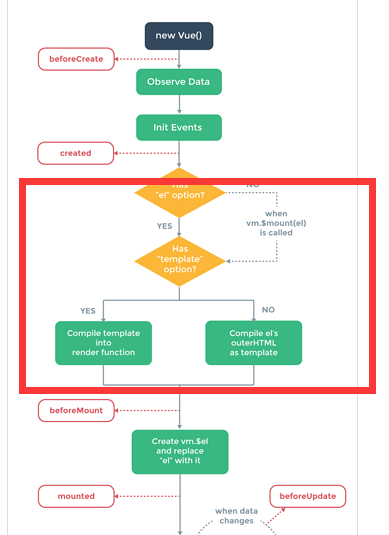 new Vue()
beforeCreate
Observe Data
Init Events
created
Has
"el" option?
NO
when
vm.$mount(el)
is called
YES
Has
"template"
option?
YES
NO
Compile template
into
render function
Compile el's
outerHTML
as template
beforeMount
Create vm.$el
and replace
"el" with it
mounted
when data
changes
beforeUpdate